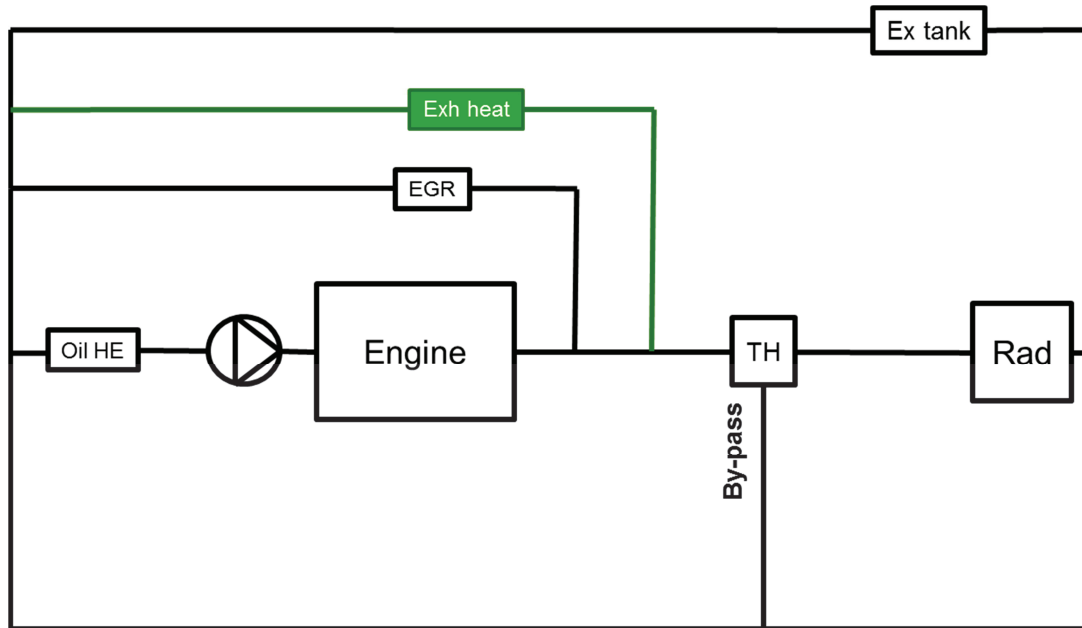 Ex tank
Exh heat
EGR
Oil HE
Engine
TH
Rad
By-pass